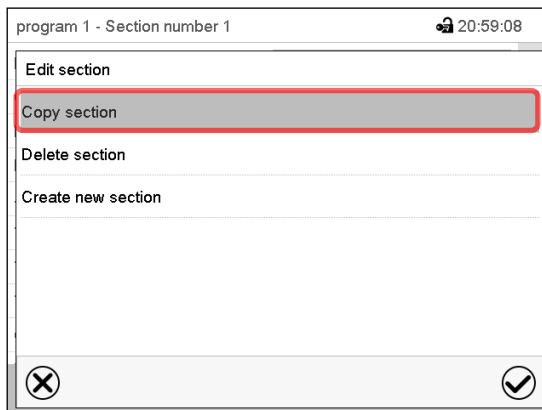 program 1 - Section number 1 20:59:08
Edit section
Copy section
Delete section
Create new section